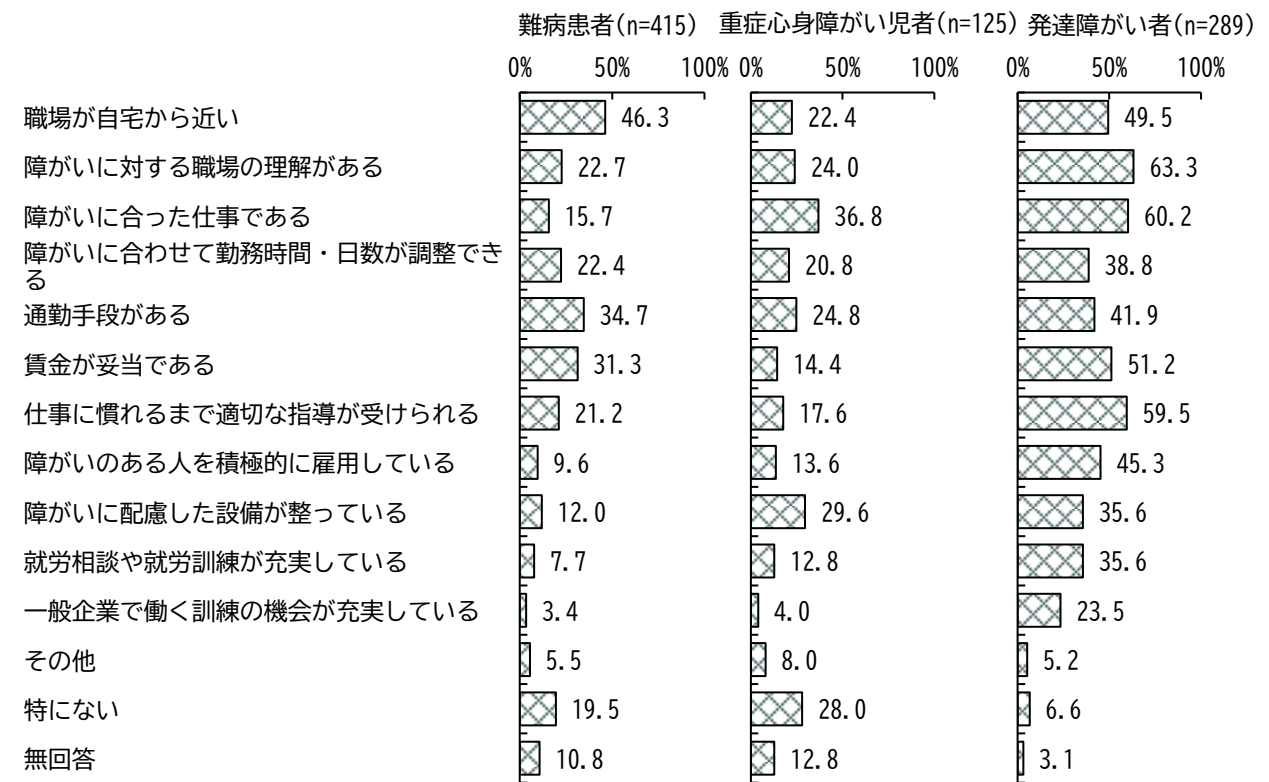 難病患者(n=415) 重症心身障がい児者(n=125) 発達障がい者(n=289)
0% 50% 100% 0% 50% 100% 0% 50% 100%
職場が自宅から近い 46.3 22.4 49.5
障がいに対する職場の理解がある 22.7 24.0 63.3
障がいに合った仕事である 15.7 36.8 60.2
障がいに合わせて勤務時間・日数が調整でき
る 22.4 20.8 38.8
通勤手段がある 34.7 24.8 41.9
賃金が妥当である 31.3 14.4 51.2
仕事に慣れるまで適切な指導が受けられる 21.2 17.6 59.5
障がいのある人を積極的に雇用している 9.6 13.6 45.3
障がいに配慮した設備が整っている 12.0 29.6 35.6
就労相談や就労訓練が充実している 7.7 12.8 35.6
一般企業で働く訓練の機会が充実している 3.4 4.0 23.5
その他 5.5 8.0 5.2
特にない 19.5 28.0 6.6
無回答 10.8 12.8 3.1